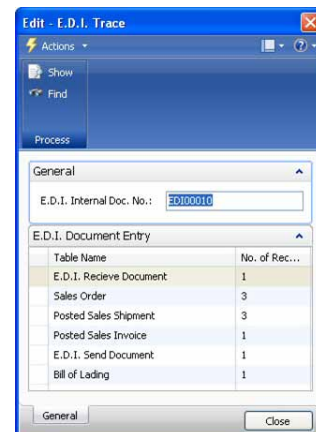 Edit - E.D.I. Trace
Actions
Show
Find
Process
General
E.D.I. Internal Doc. No.: EDI00010
E.D.I. Document Entry
Table Name No. of Rec...
E.D.I. Recieve Document 1
Sales Order 3
Posted Sales Shipment 3
Posted Sales Invoice 1
E.D.I. Send Document 1
Bill of Lading 1
General Close